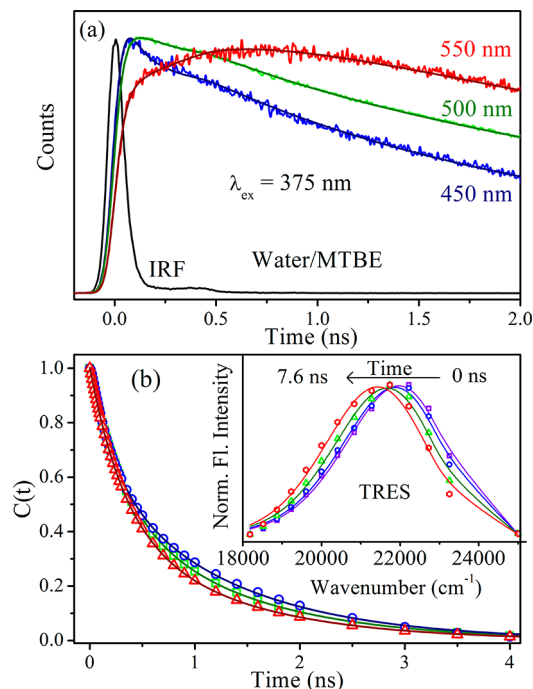 (a)
550 nm
500 nm
450 nm
λex = 375 nm
IRF
Water/MTBE
Counts
0.0 0.5 1.0 1.5 2.0
Time (ns)
(b)
1.0
0.8
0.6
0.4
0.2
0.0
C(t)
0 1 2 3 4
Time (ns)
Norm. Fl. Intensity
Time
7.6 ns
0 ns
TRES
18000 20000 22000 24000
Wavenumber (cm-1)